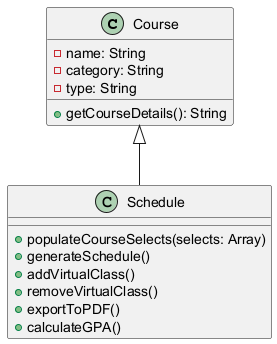 C Course
name: String
category: String
type: String
getCourseDetails(): String
C Schedule
populateCourseSelects(selects: Array)
generateSchedule()
addVirtualClass()
removeVirtualClass()
exportToPDF()
calculateGPA()